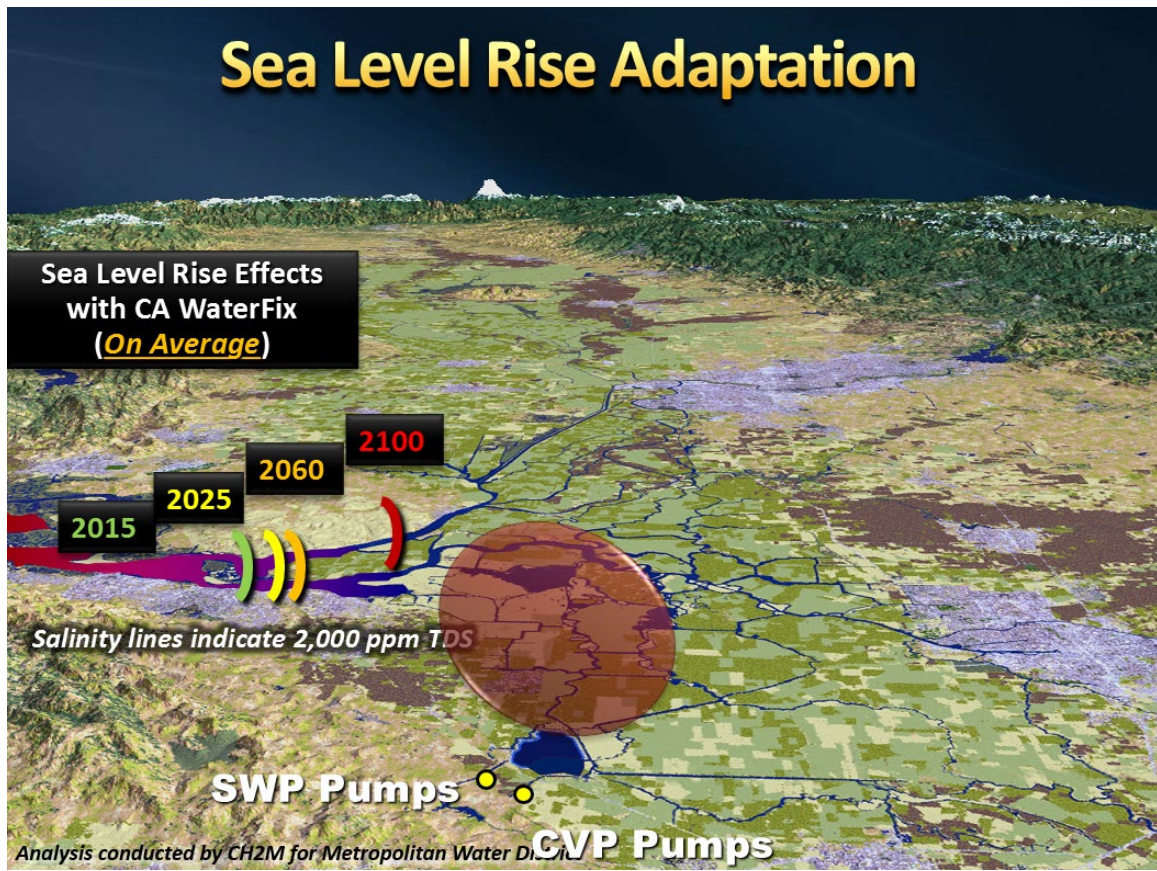 Sea Level Rise Adaptation
Sea Level Rise Effects
with CA WaterFix
(On Average)
2100
2060
2025
2015
Salinity lines indicate 2,000 ppm TDS
SWP Pumps
CVP Pumps
Analysis conducted by CH2M for Metropolitan Water